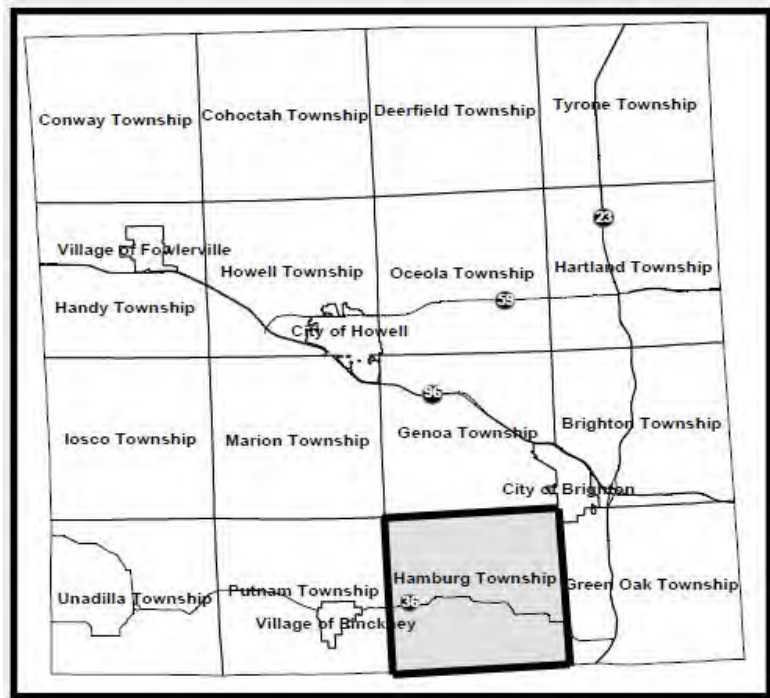 Conway Township
Cohoctah Township
Deerfield Township
Tyrone Township
23
Village of Fowlerville
Howell Township
Oceola Township
Hartland Township
Handy Township
59
City of Howell
96
Iosco Township
Marion Township
Genoa Township
Brighton Township
City of Brighton
Unadilla Township
Putnam Township
Hamburg Township
Green Oak Township
36
Village of Pinckney